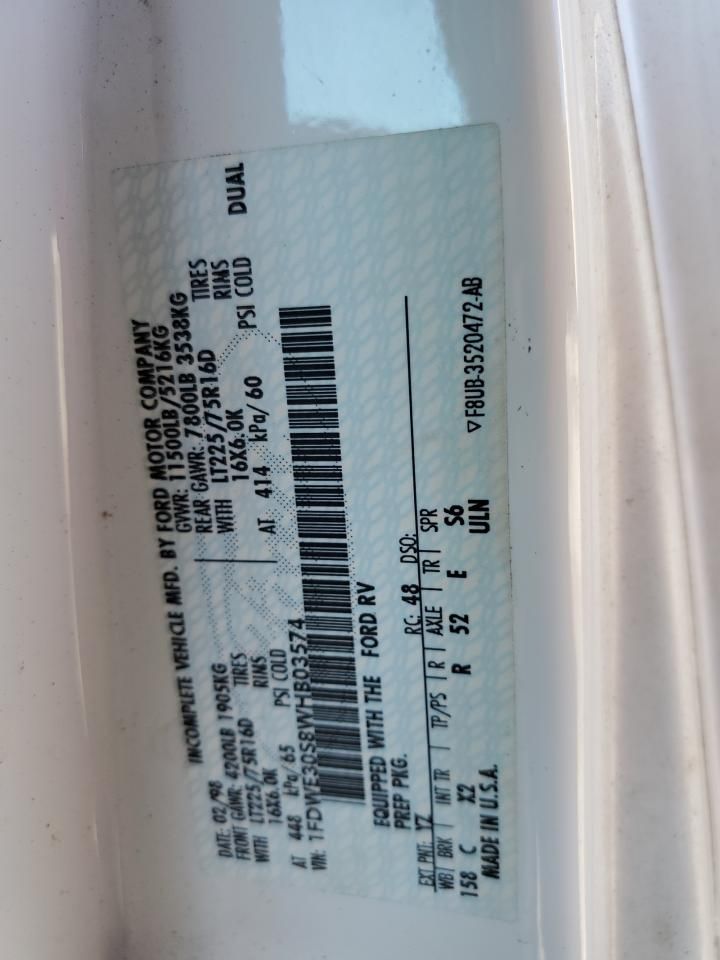 INCOMPLETE VEHICLE MFD. BY FORD MOTOR COMPANY
DATE: 02/98 GVWR: 11500LB/5216KG
FRONT GAWR: 4200LB 1905KG REAR GAWR: 7800LB 3538KG
WITH LT225/75R16D TIRES WITH LT225/75R16D TIRES
16X6.0K RIMS 16X6.0K RIMS
AT 448 kPa/65 PSI COLD AT 414 kPa/60 PSI COLD DUAL
VIN: 1FDWE30S8WHB03574
EQUIPPED WITH THE FORD RV
PREP PKG.
EXT PNT: YZ RC: 48 DSO:
WB BRK INT TR TP/PS R AXLE TR SPR
158 C X2 R 52 E S6
MADE IN U.S.A. ULN
▽F8UB-3520472-AB